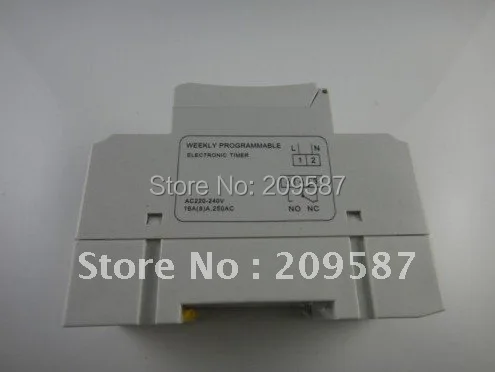 WEEKLY PROGRAMMABLE
ELECTRONIC TIMER
L N
1 2
Store No: 209587
AC220-240V
16A(8)A,250AC
NO NC
Store No : 209587